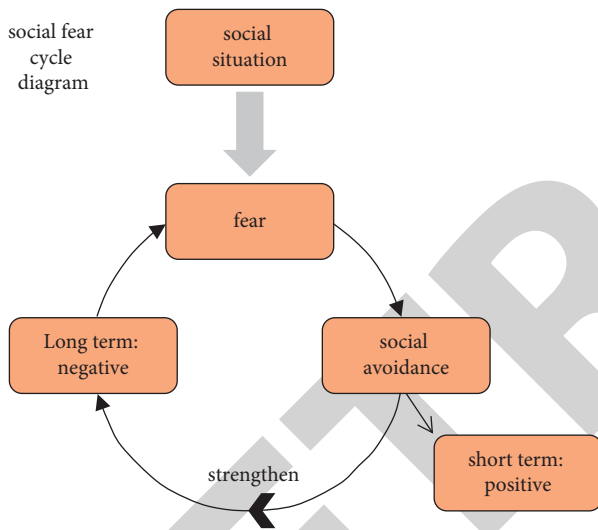 social fear
cycle
diagram
social
situation
fear
Long term:
negative
social
avoidance
strengthen
short term:
positive